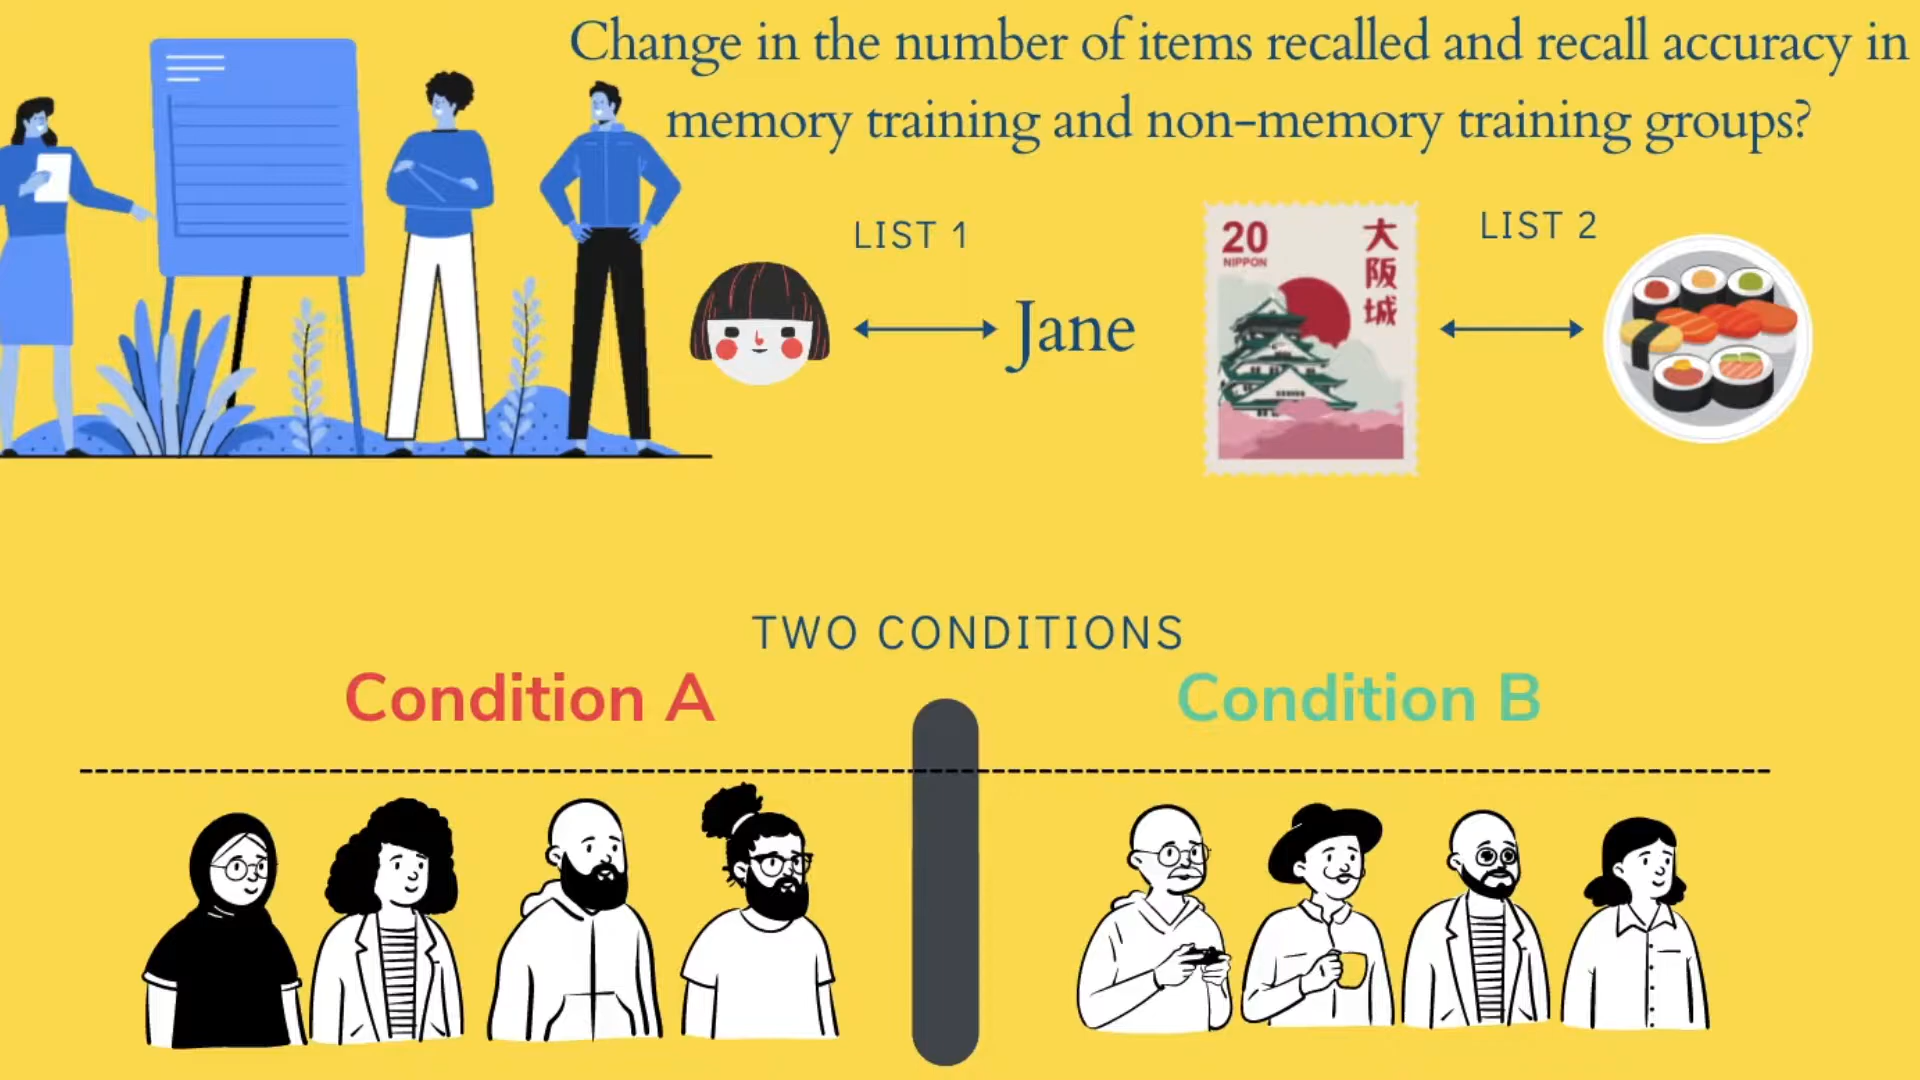 Change in the number of items recalled and recall accuracy in
memory training and non-memory training groups?
LIST 1
Jane
20
NIPPON
大阪城
LIST 2
TWO CONDITIONS
Condition A
Condition B